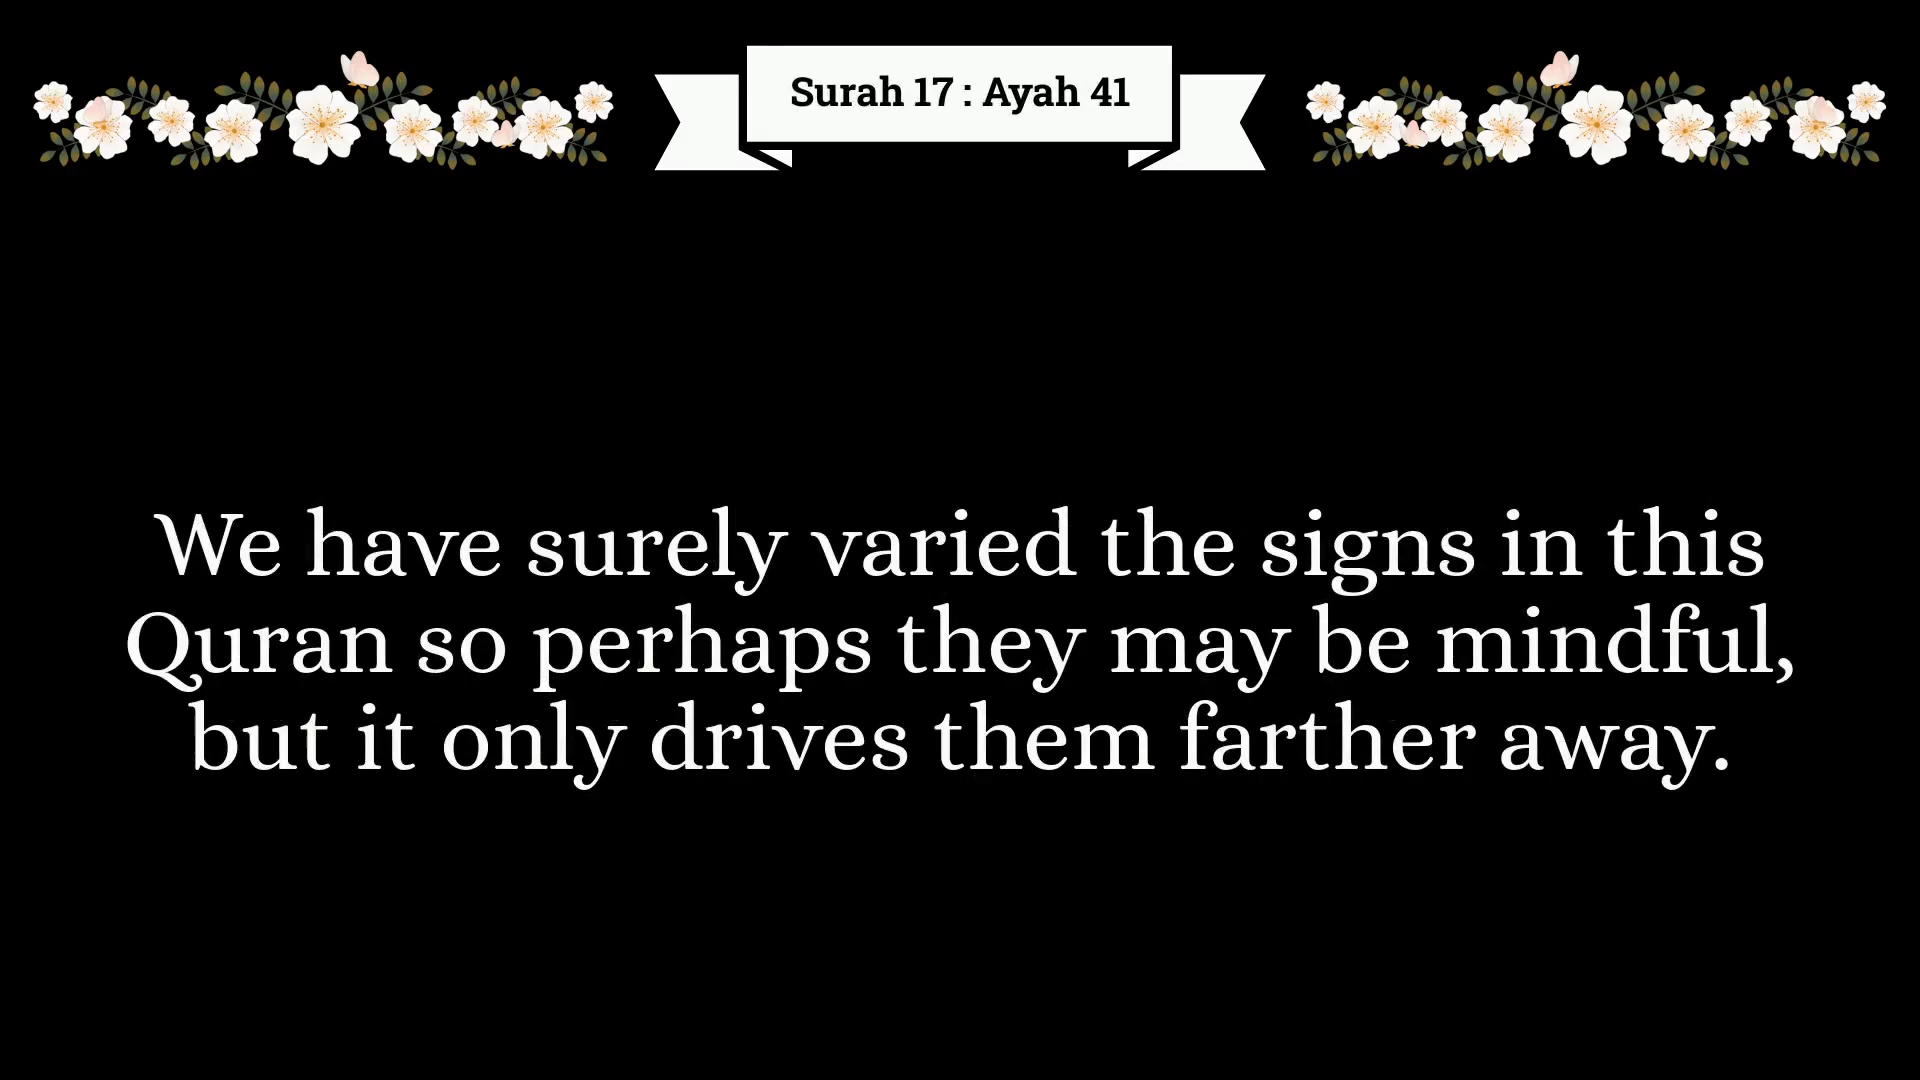 Surah 17 : Ayah 41
We have surely varied the signs in this
Quran so perhaps they may be mindful,
but it only drives them farther away.